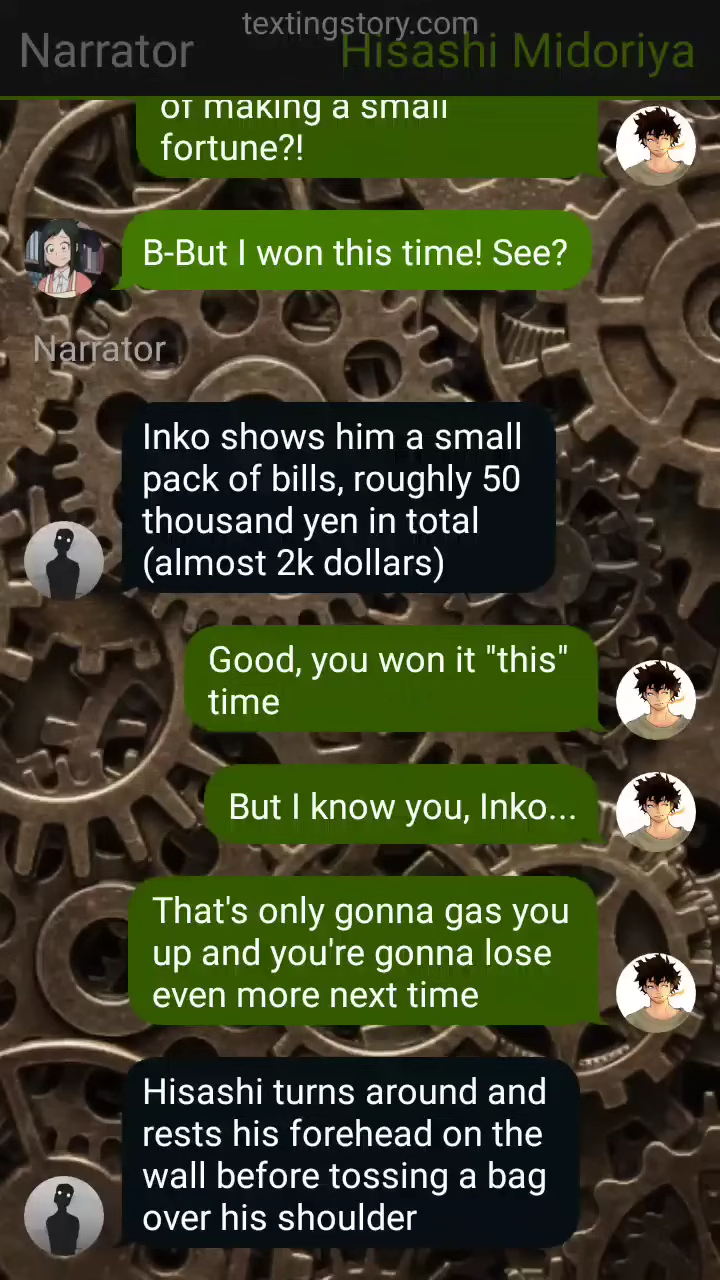 textingstory.com
Narrator
Hisashi Midoriya
of making a small
fortune?!
B-But I won this time! See?
Narrator
Inko shows him a small
pack of bills, roughly 50
thousand yen in total
(almost 2k dollars)
Good, you won it "this"
time
But I know you, Inko...
That's only gonna gas you
up and you're gonna lose
even more next time
Hisashi turns around and
rests his forehead on the
wall before tossing a bag
over his shoulder